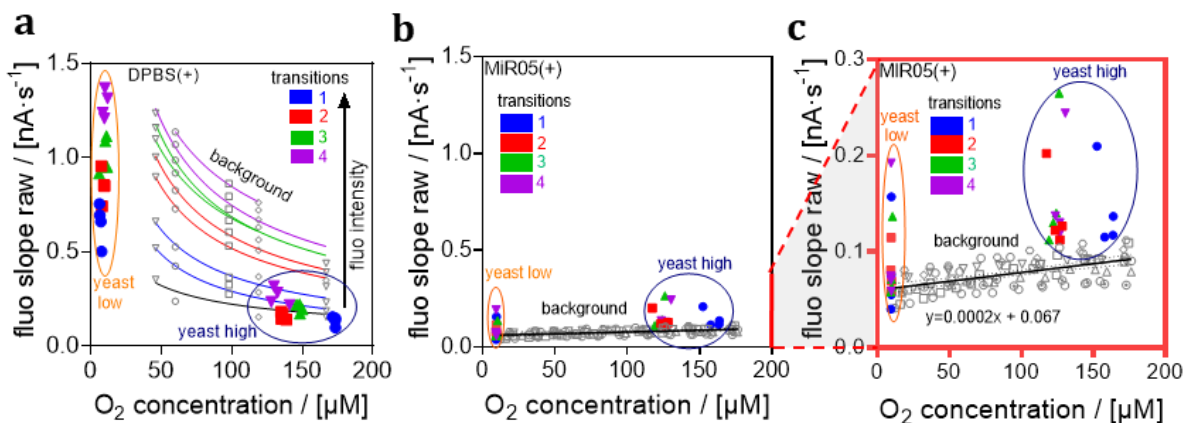 a
DPBS(+)
transitions
1
2
3
4
background
fluo intensity
yeast
low
yeast high
fluo slope raw / [nA·s⁻¹]
1.5
1.0
0.5
0.0
0 50 100 150 200
O₂ concentration / [µM]
b
MiR05(+)
transitions
1
2
3
4
yeast low
yeast high
background
fluo slope raw / [nA·s⁻¹]
1.5
1.0
0.5
0.0
0 50 100 150 200
O₂ concentration / [µM]
c
MIR05(+)
yeast high
transitions
1
2
3
4
yeast
low
background
y=0.0002x + 0.067
fluo slope raw / [nA·s⁻¹]
0.3
0.2
0.1
0.0
0 50 100 150 200
O₂ concentration / [µM]